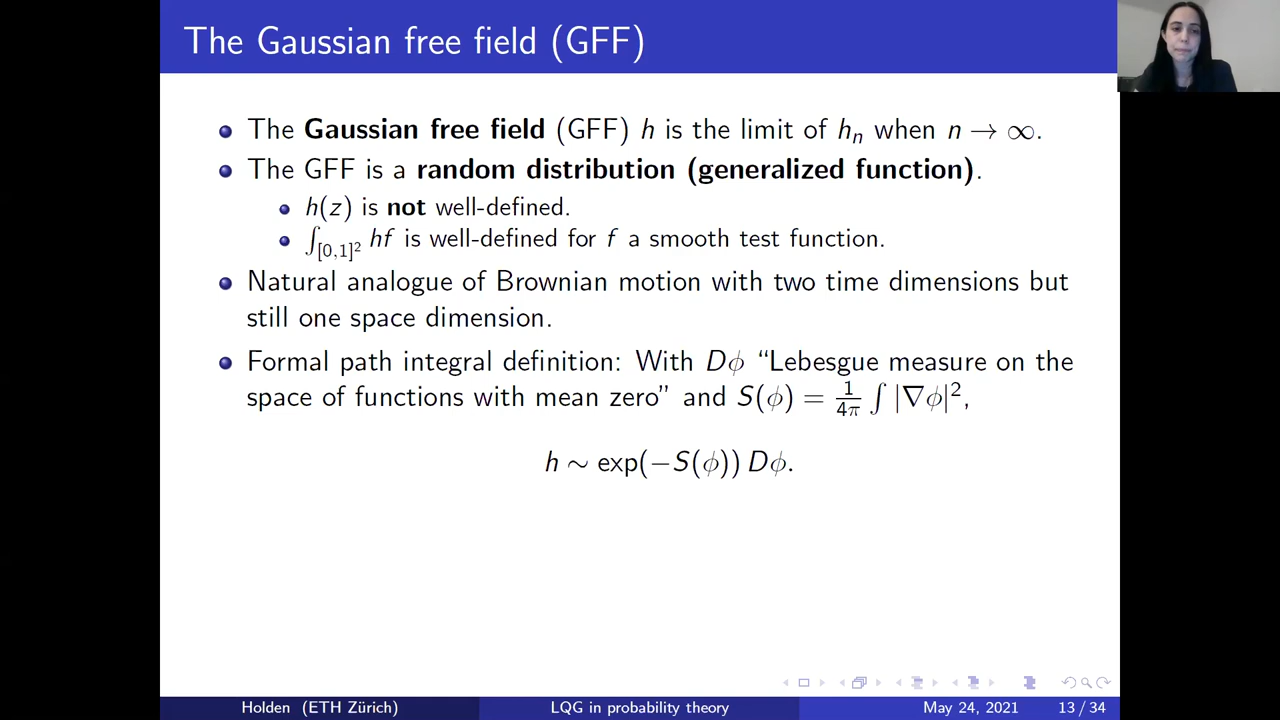 The Gaussian free field (GFF)
The Gaussian free field (GFF) h is the limit of hₙ when n → ∞.
The GFF is a random distribution (generalized function).
h(z) is not well-defined.
∫_[0,1]² hf is well-defined for f a smooth test function.
Natural analogue of Brownian motion with two time dimensions but
still one space dimension.
Formal path integral definition: With Dϕ “Lebesgue measure on the
space of functions with mean zero” and S(ϕ) = 1/4π ∫ |∇ϕ|²,
h ∼ exp(−S(ϕ)) Dϕ.
Holden (ETH Zürich) LQG in probability theory May 24, 2021 13 / 34